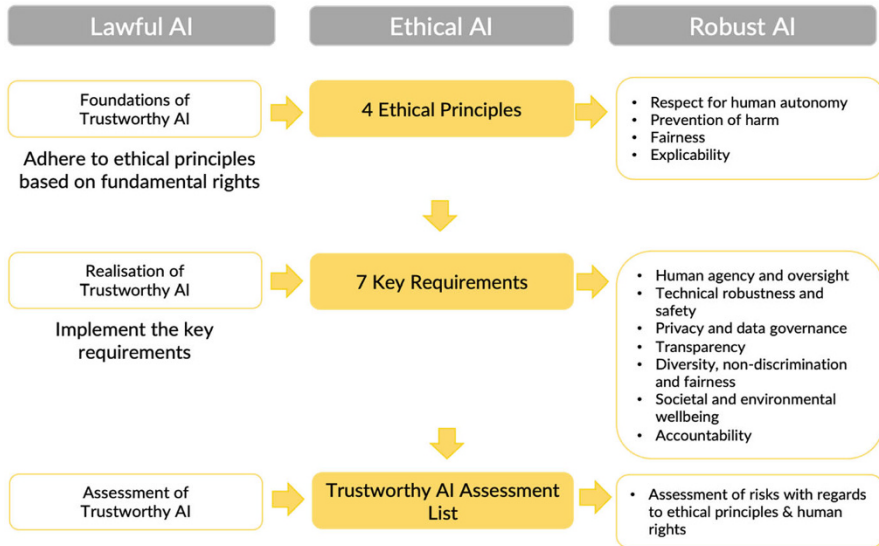 Lawful AI
Ethical AI
Robust AI
Foundations of
Trustworthy AI
Adhere to ethical principles
based on fundamental rights
4 Ethical Principles
• Respect for human autonomy
• Prevention of harm
• Fairness
• Explicability
Realisation of
Trustworthy AI
Implement the key
requirements
7 Key Requirements
• Human agency and oversight
• Technical robustness and
safety
• Privacy and data governance
• Transparency
• Diversity, non-discrimination
and fairness
• Societal and environmental
wellbeing
• Accountability
Assessment of
Trustworthy AI
Trustworthy AI Assessment
List
• Assessment of risks with regards
to ethical principles & human
rights